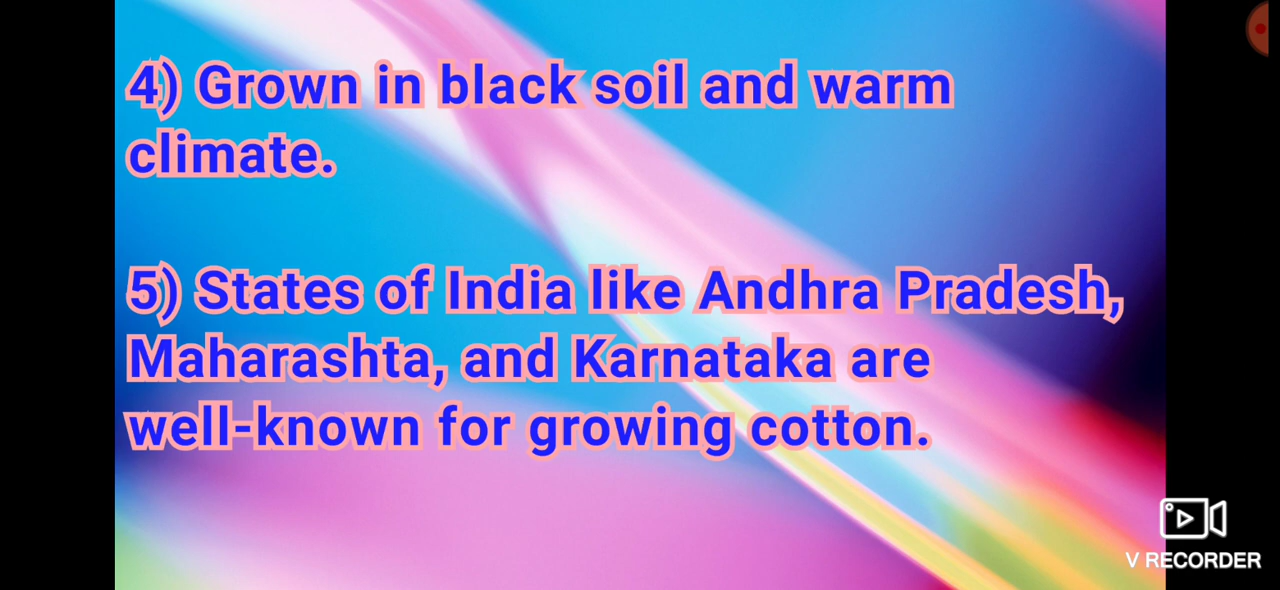 4) Grown in black soil and warm
climate.
5) States of India like Andhra Pradesh,
Maharashta, and Karnataka are
well-known for growing cotton.
V RECORDER